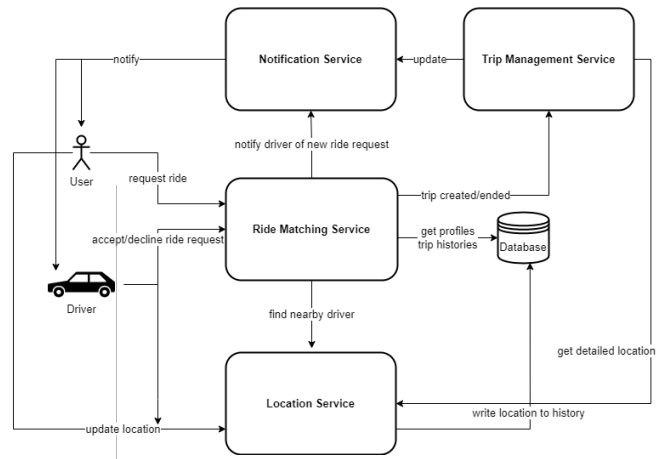 Notification Service
Trip Management Service
notify
update
notify driver of new ride request
User
request ride
trip created/ended
Ride Matching Service
accept/decline ride request
get profiles
trip histories
Database
Driver
find nearby driver
get detailed location
Location Service
write location to history
update location